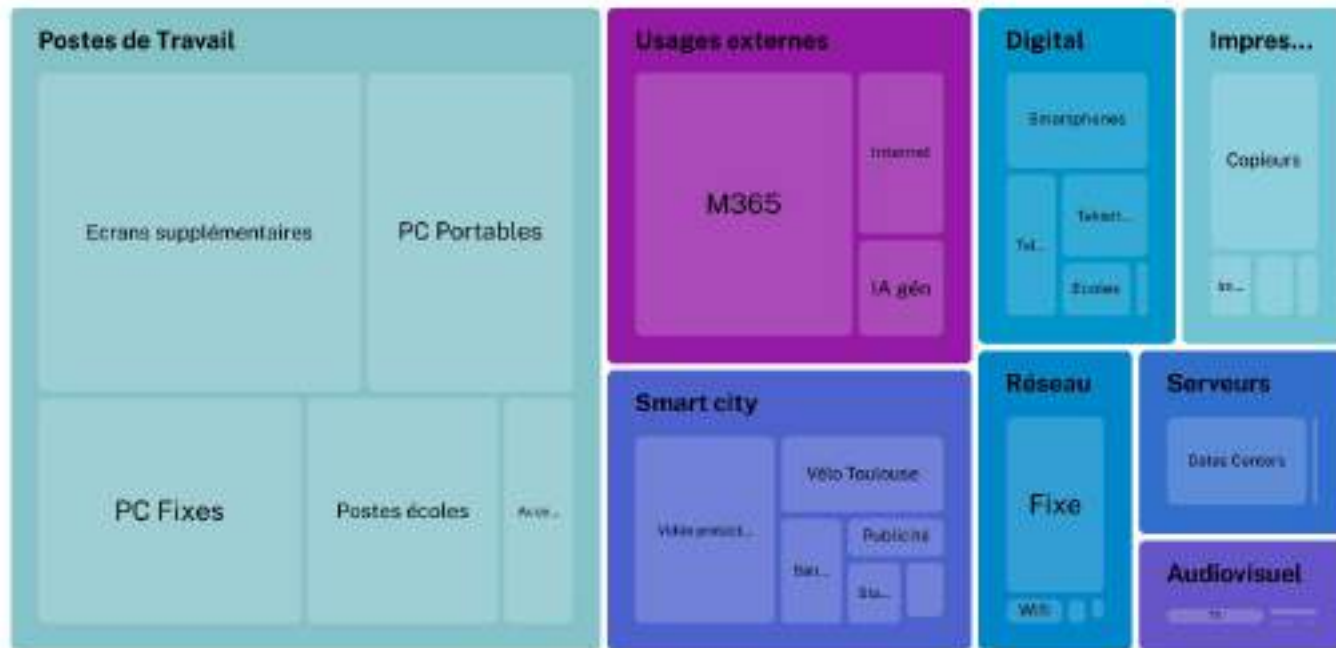 Postes de Travail
Ecrans supplémentaires
PC Portables
PC Fixes
Postes écoles
Usages externes
M365
Internet
IA gén
Smart city
Vélo Toulouse
Publicité
Digital
Smartphones
Ecoles
Impres...
Copieurs
Réseau
Fixe
Wifi
Serveurs
Datas Centers
Audiovisuel